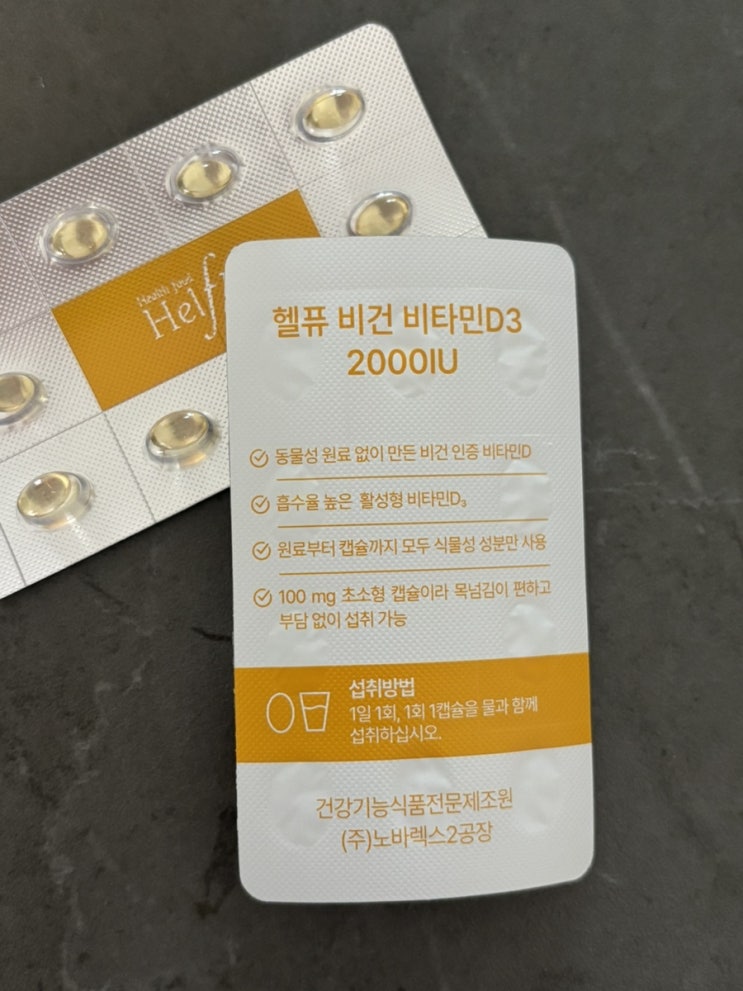 Health food
헬퓨 비건 비타민D3
2000IU
동물성 원료 없이 만든 비건 인증 비타민D
흡수율 높은 활성형 비타민D₃
원료부터 캡슐까지 모두 식물성 성분만 사용
100 mg 초소형 캡슐이라 목넘김이 편하고
부담 없이 섭취 가능
섭취방법
1일 1회, 1회 1캡슐을 물과 함께
섭취하십시오.
건강기능식품전문제조원
(주)노바렉스2공장